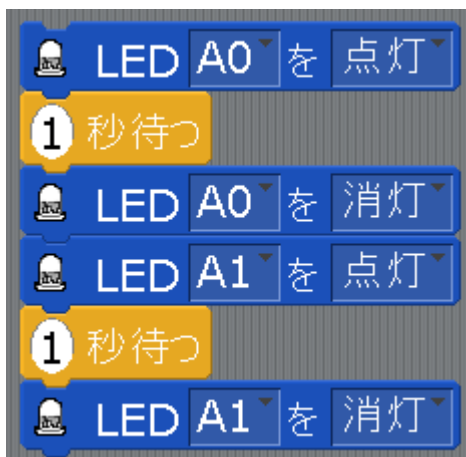 LED A0 を 点灯
1 秒待つ
LED A0 を 消灯
LED A1 を 点灯
1 秒待つ
LED A1 を 消灯